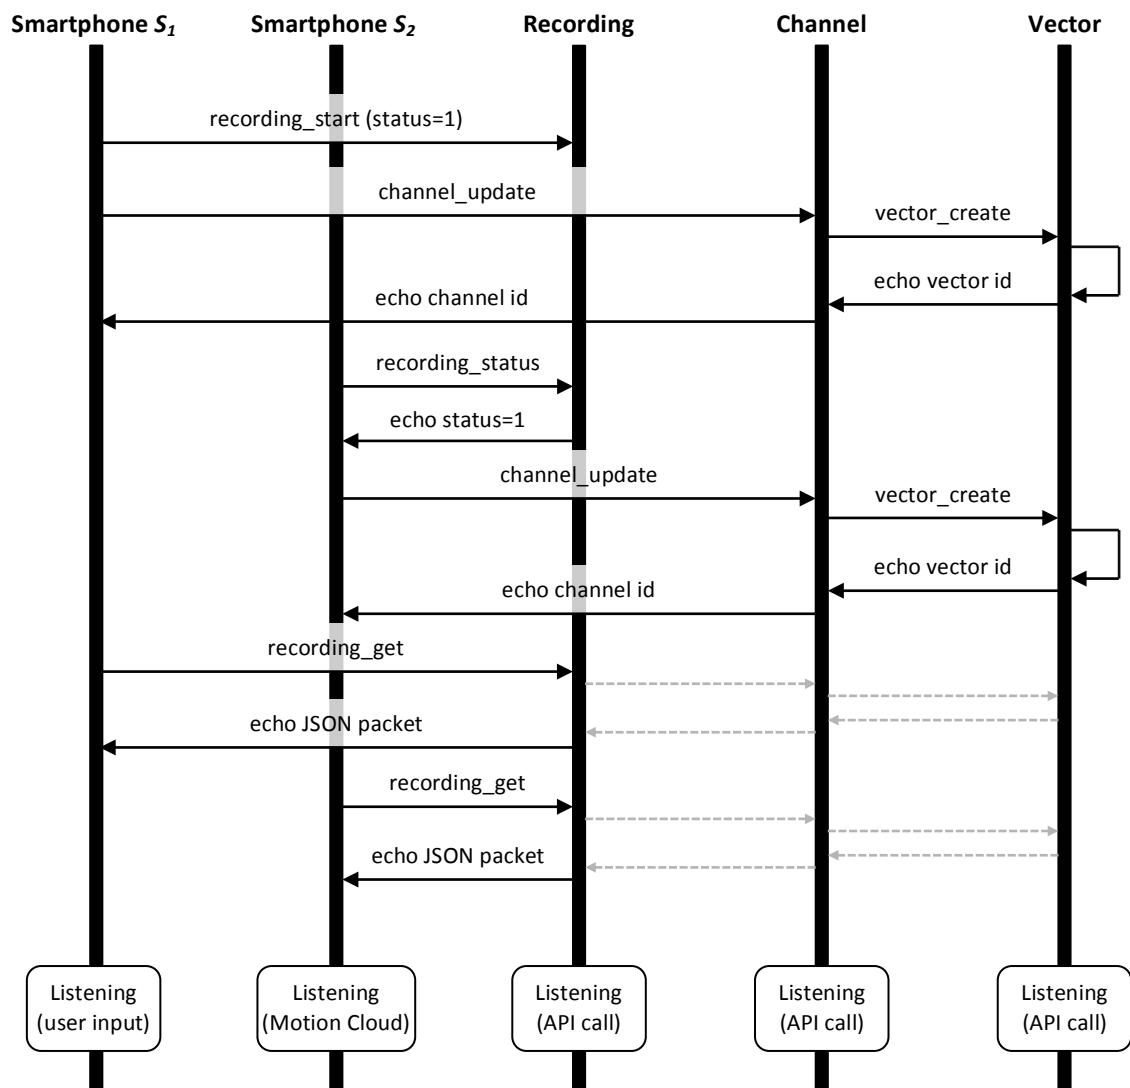 Smartphone S1 Smartphone S2 Recording Channel Vector
recording_start (status=1)
channel_update
vector_create
echo vector id
echo channel id
recording_status
echo status=1
channel_update
vector_create
echo vector id
echo channel id
recording_get
echo JSON packet
recording_get
echo JSON packet
Listening
(user input)
Listening
(Motion Cloud)
Listening
(API call)
Listening
(API call)
Listening
(API call)